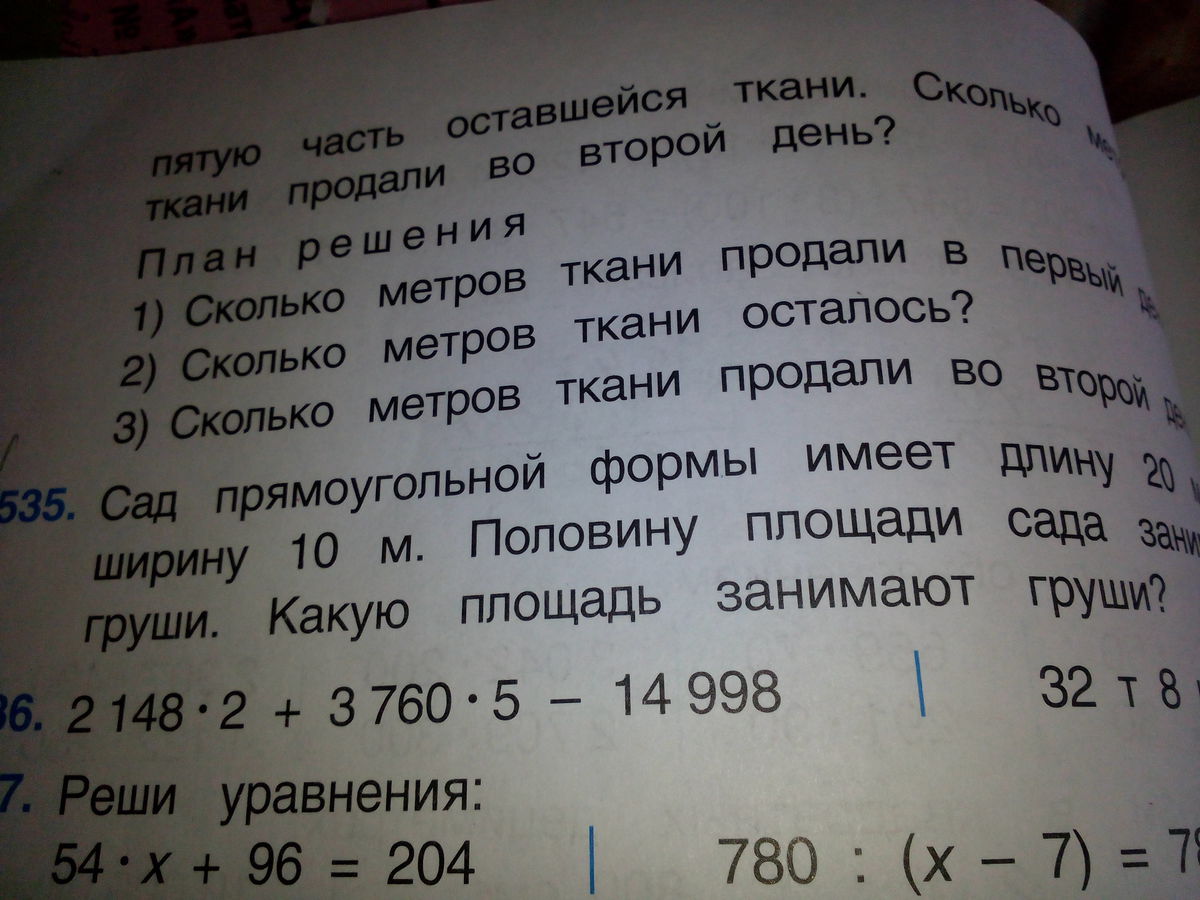 пятую часть оставшейся ткани. Сколько
ткани продали во второй день?
План решения
1) Сколько метров ткани продали в первый
2) Сколько метров ткани осталось?
3) Сколько метров ткани продали во второй
535. Сад прямоугольной формы имеет длину 20
ширину 10 м. Половину площади сада
груши. Какую площадь занимают груши?
36. 2 148 · 2 + 3 760 · 5 – 14 998 32 т 8
7. Реши уравнения:
54 · x + 96 = 204 780 : (x – 7) =